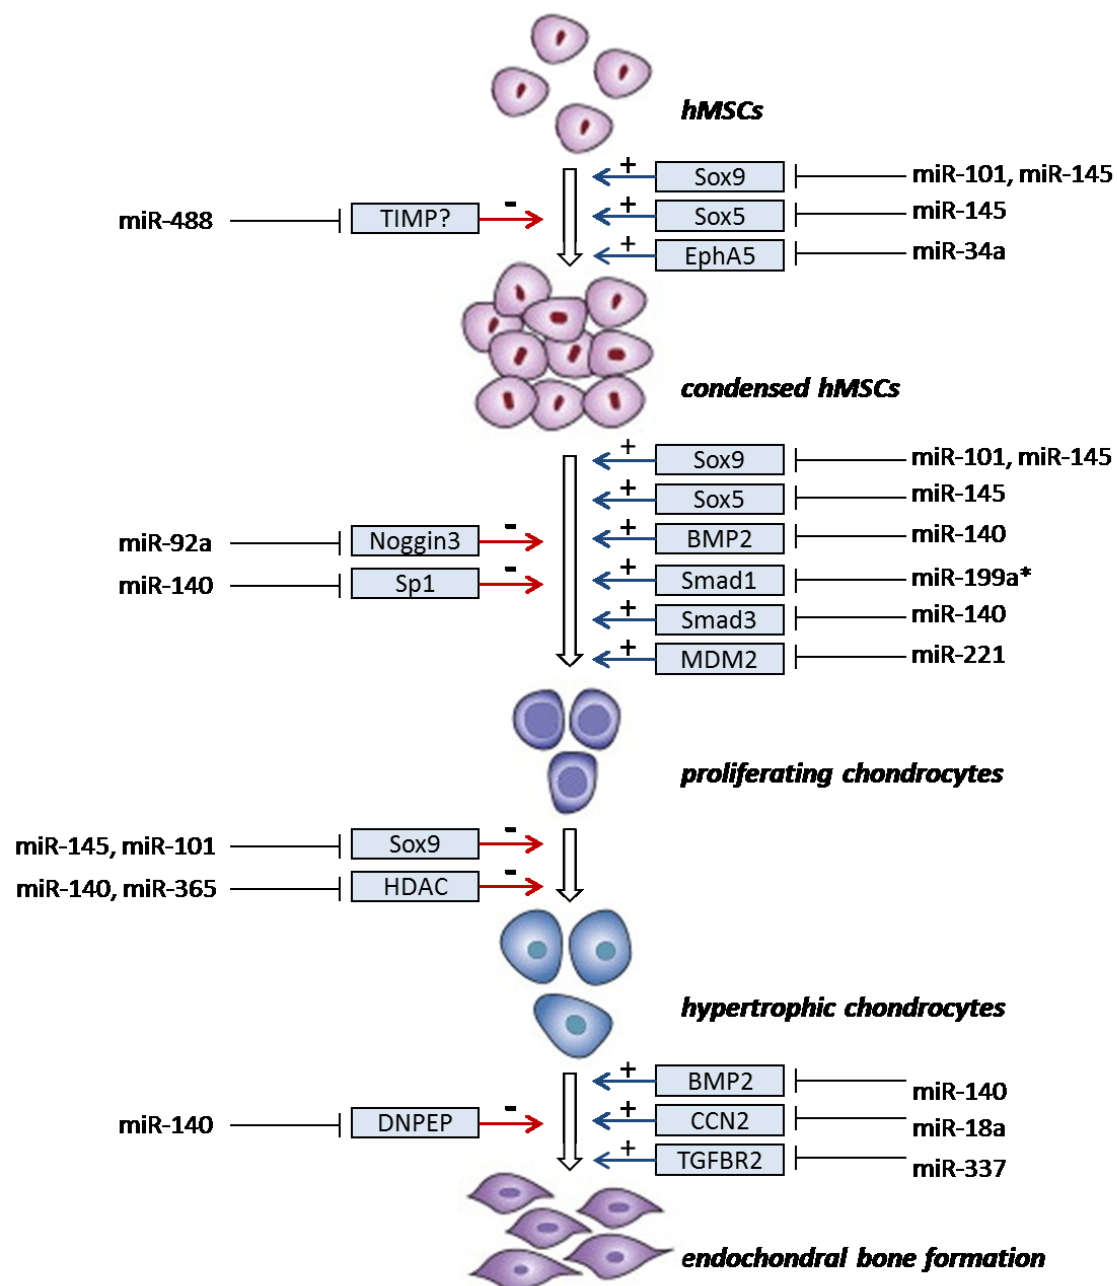 hMSCs
+
Sox9
miR-101, miR-145
miR-488
TIMP?
-
+
Sox5
miR-145
+
EphA5
miR-34a
condensed hMSCs
+
Sox9
miR-101, miR-145
+
Sox5
miR-145
miR-92a
Noggin3
-
+
BMP2
miR-140
miR-140
Sp1
-
+
Smad1
miR-199a*
+
Smad3
miR-140
+
MDM2
miR-221
proliferating chondrocytes
miR-145, miR-101
Sox9
-
miR-140, miR-365
HDAC
-
hypertrophic chondrocytes
+
BMP2
miR-140
miR-140
DNPEP
-
+
CCN2
miR-18a
+
TGFBR2
miR-337
endochondral bone formation